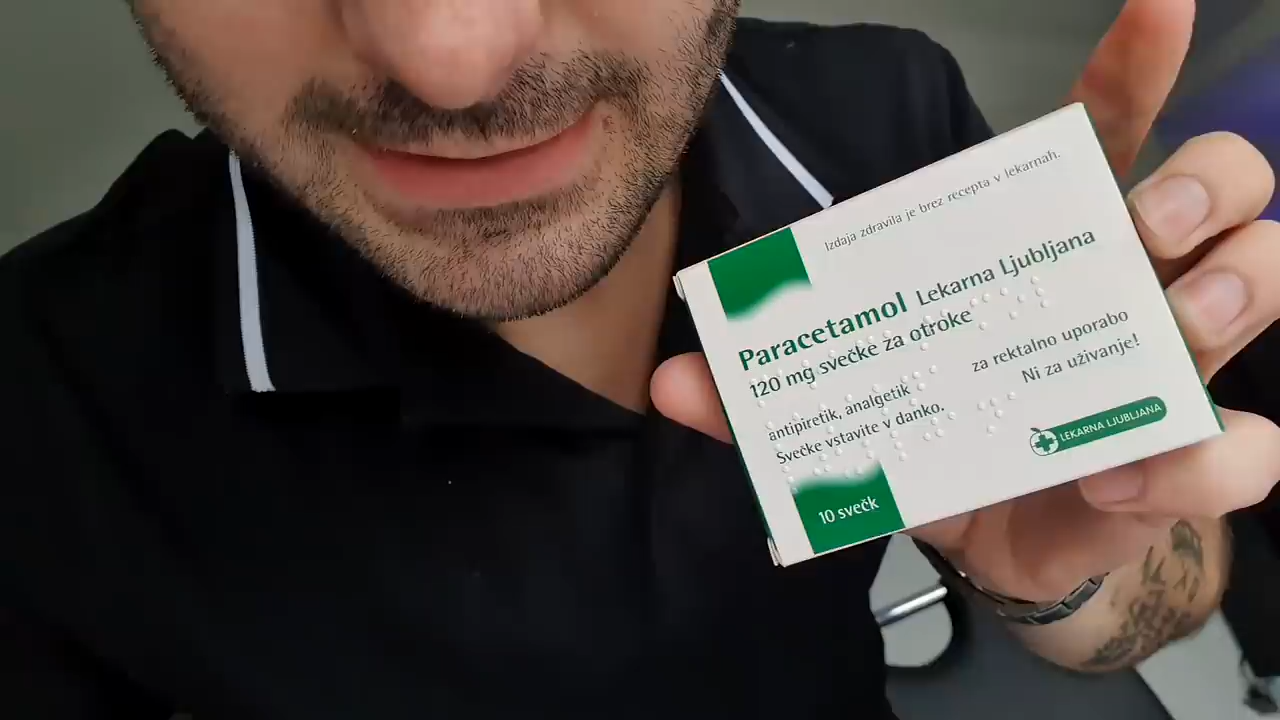 Izdaja zdravila je brez recepta v lekarnah.
Paracetamol Lekarna Ljubljana
120 mg svečke za otroke
za rektalno uporabo
Ni za uživanje!
antipiretik, analgetik
Svečke vstavite v danko.
LEKARNA LJUBLJANA
10 svečk